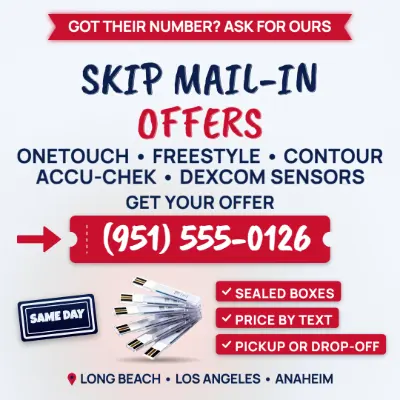 GOT THEIR NUMBER? ASK FOR OURS
SKIP MAIL-IN
OFFERS
ONETOUCH • FREESTYLE • CONTOUR
ACCU-CHEK • DEXCOM SENSORS
GET YOUR OFFER
(951) 555-0126
SAME DAY
SEALED BOXES
PRICE BY TEXT
PICKUP OR DROP-OFF
LONG BEACH • LOS ANGELES • ANAHEIM